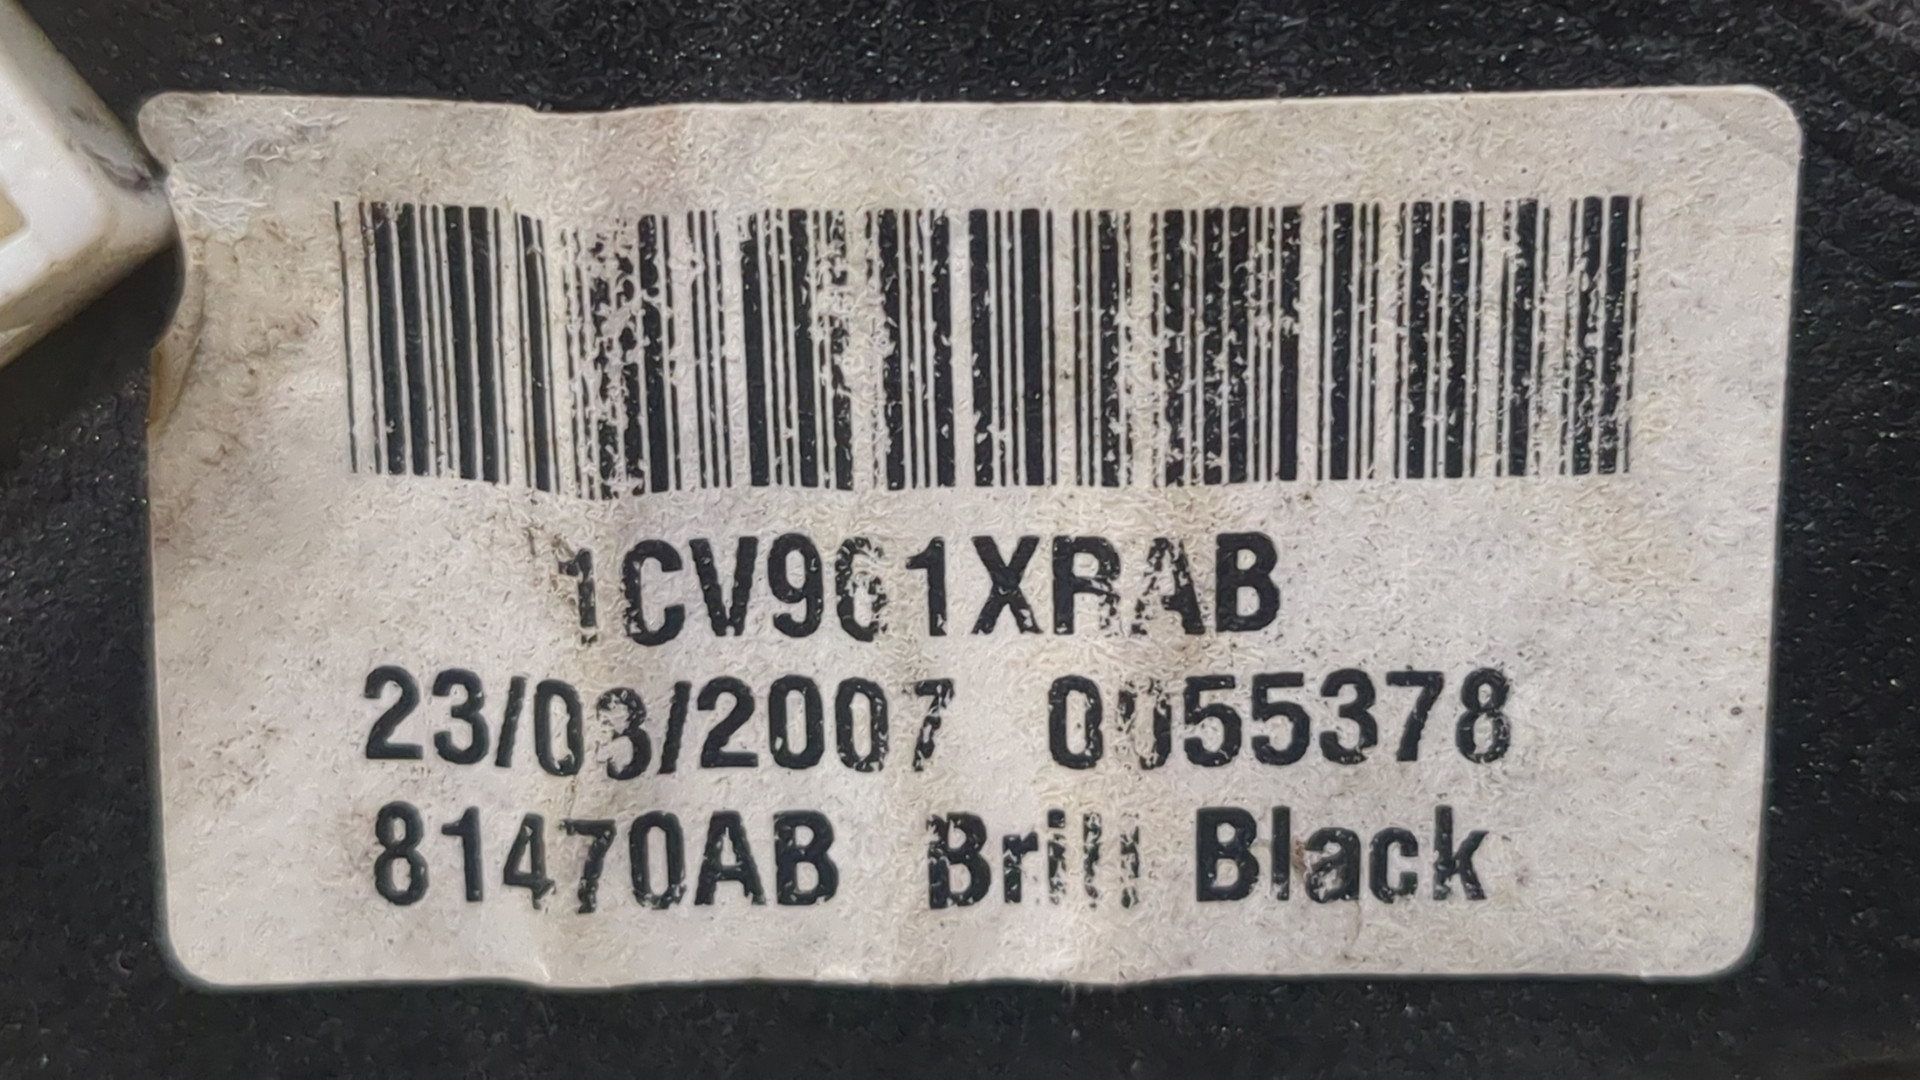 1CV961XRAB
23/03/2007 0055378
81470AB Brill Black